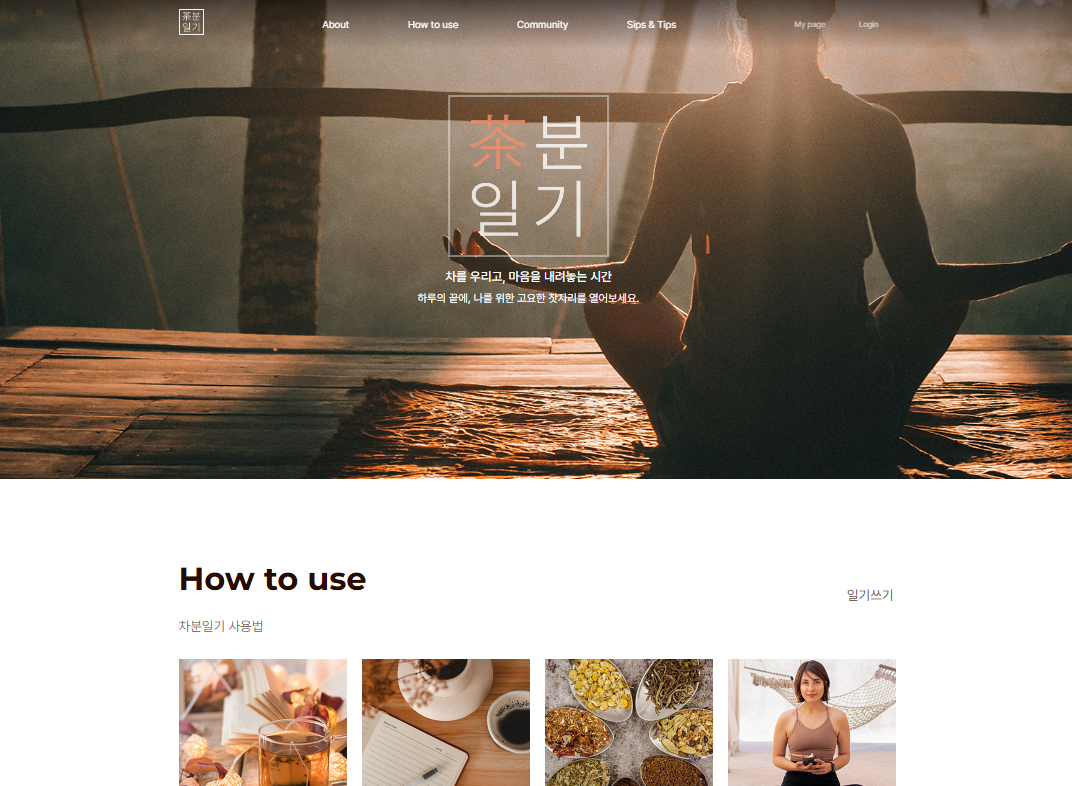 茶분
일기
About
How to use
Community
Sips & Tips
My page
Login
茶분
일기
차를 우리고, 마음을 내려놓는 시간
하루의 끝에, 나를 위한 고요한 찻자리를 열어보세요.
How to use
일기쓰기
차분일기 사용법